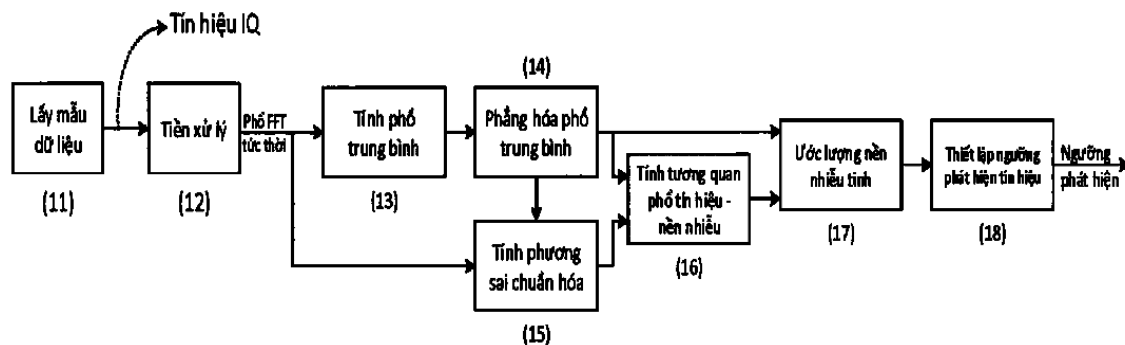 Tín hiệu IQ
Lấy mẫu
dữ liệu
(11)
Tiền xử lý
(12)
Phổ FFT
tức thời
Tính phổ
trung bình
(13)
(14)
Phẳng hóa phổ
trung bình
Tính phương
sai chuẩn hóa
(15)
Tính tương quan
phổ tín hiệu -
nền nhiễu
(16)
Ước lượng nền
nhiễu tinh
(17)
Thiết lập ngưỡng
phát hiện tín hiệu
(18)
Ngưỡng
phát hiện